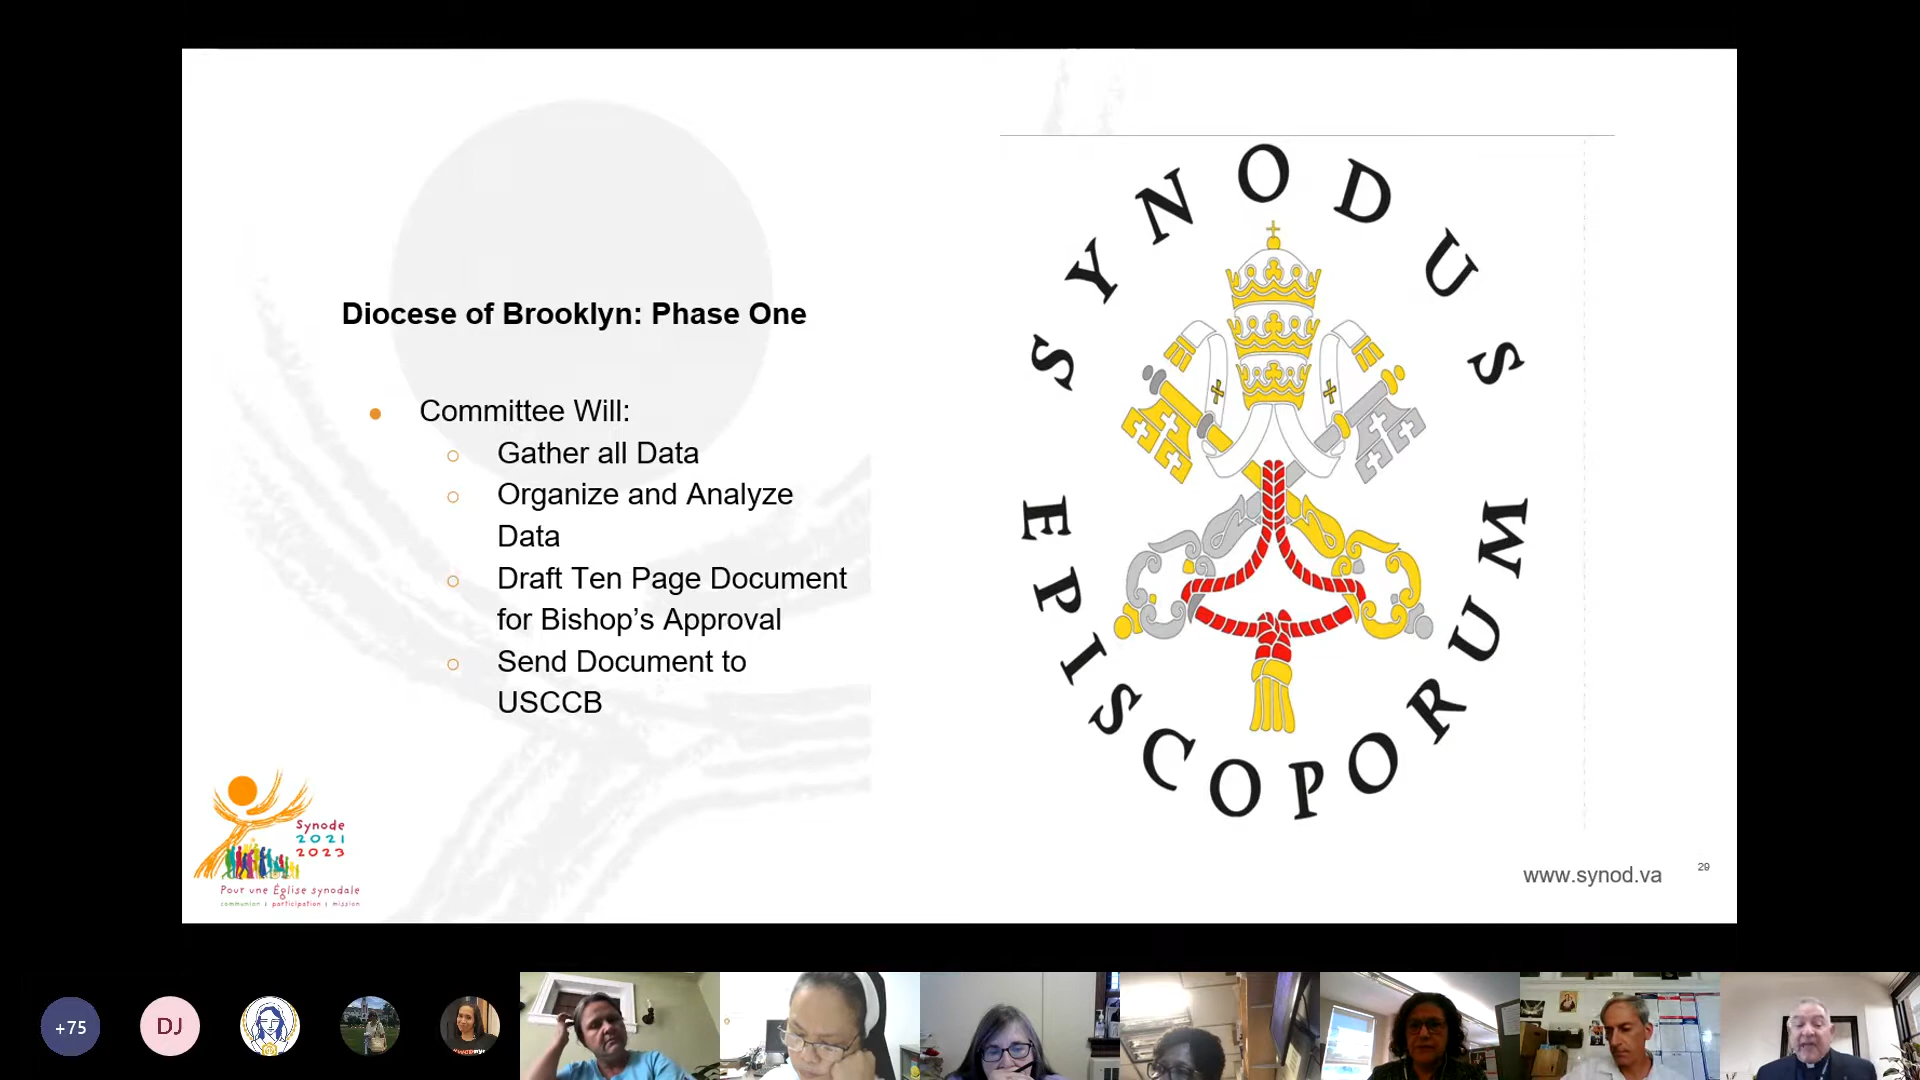 Diocese of Brooklyn: Phase One
Committee Will:
Gather all Data
Organize and Analyze
Data
Draft Ten Page Document
for Bishop’s Approval
Send Document to
USCCB
SYNODUS
EPISCOPORUM
Synode
2021
2023
Pour une Église synodale
communion | participation | mission
www.synod.va
29
+75
DJ